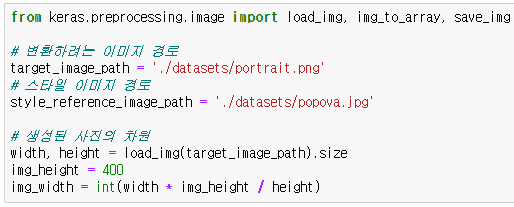 from keras.preprocessing.image import load_img, img_to_array, save_img
# 변환하려는 이미지 경로
target_image_path = './datasets/portrait.png'
# 스타일 이미지 경로
style_reference_image_path = './datasets/popova.jpg'
# 생성된 사진의 차원
width, height = load_img(target_image_path).size
img_height = 400
img_width = int(width * img_height / height)